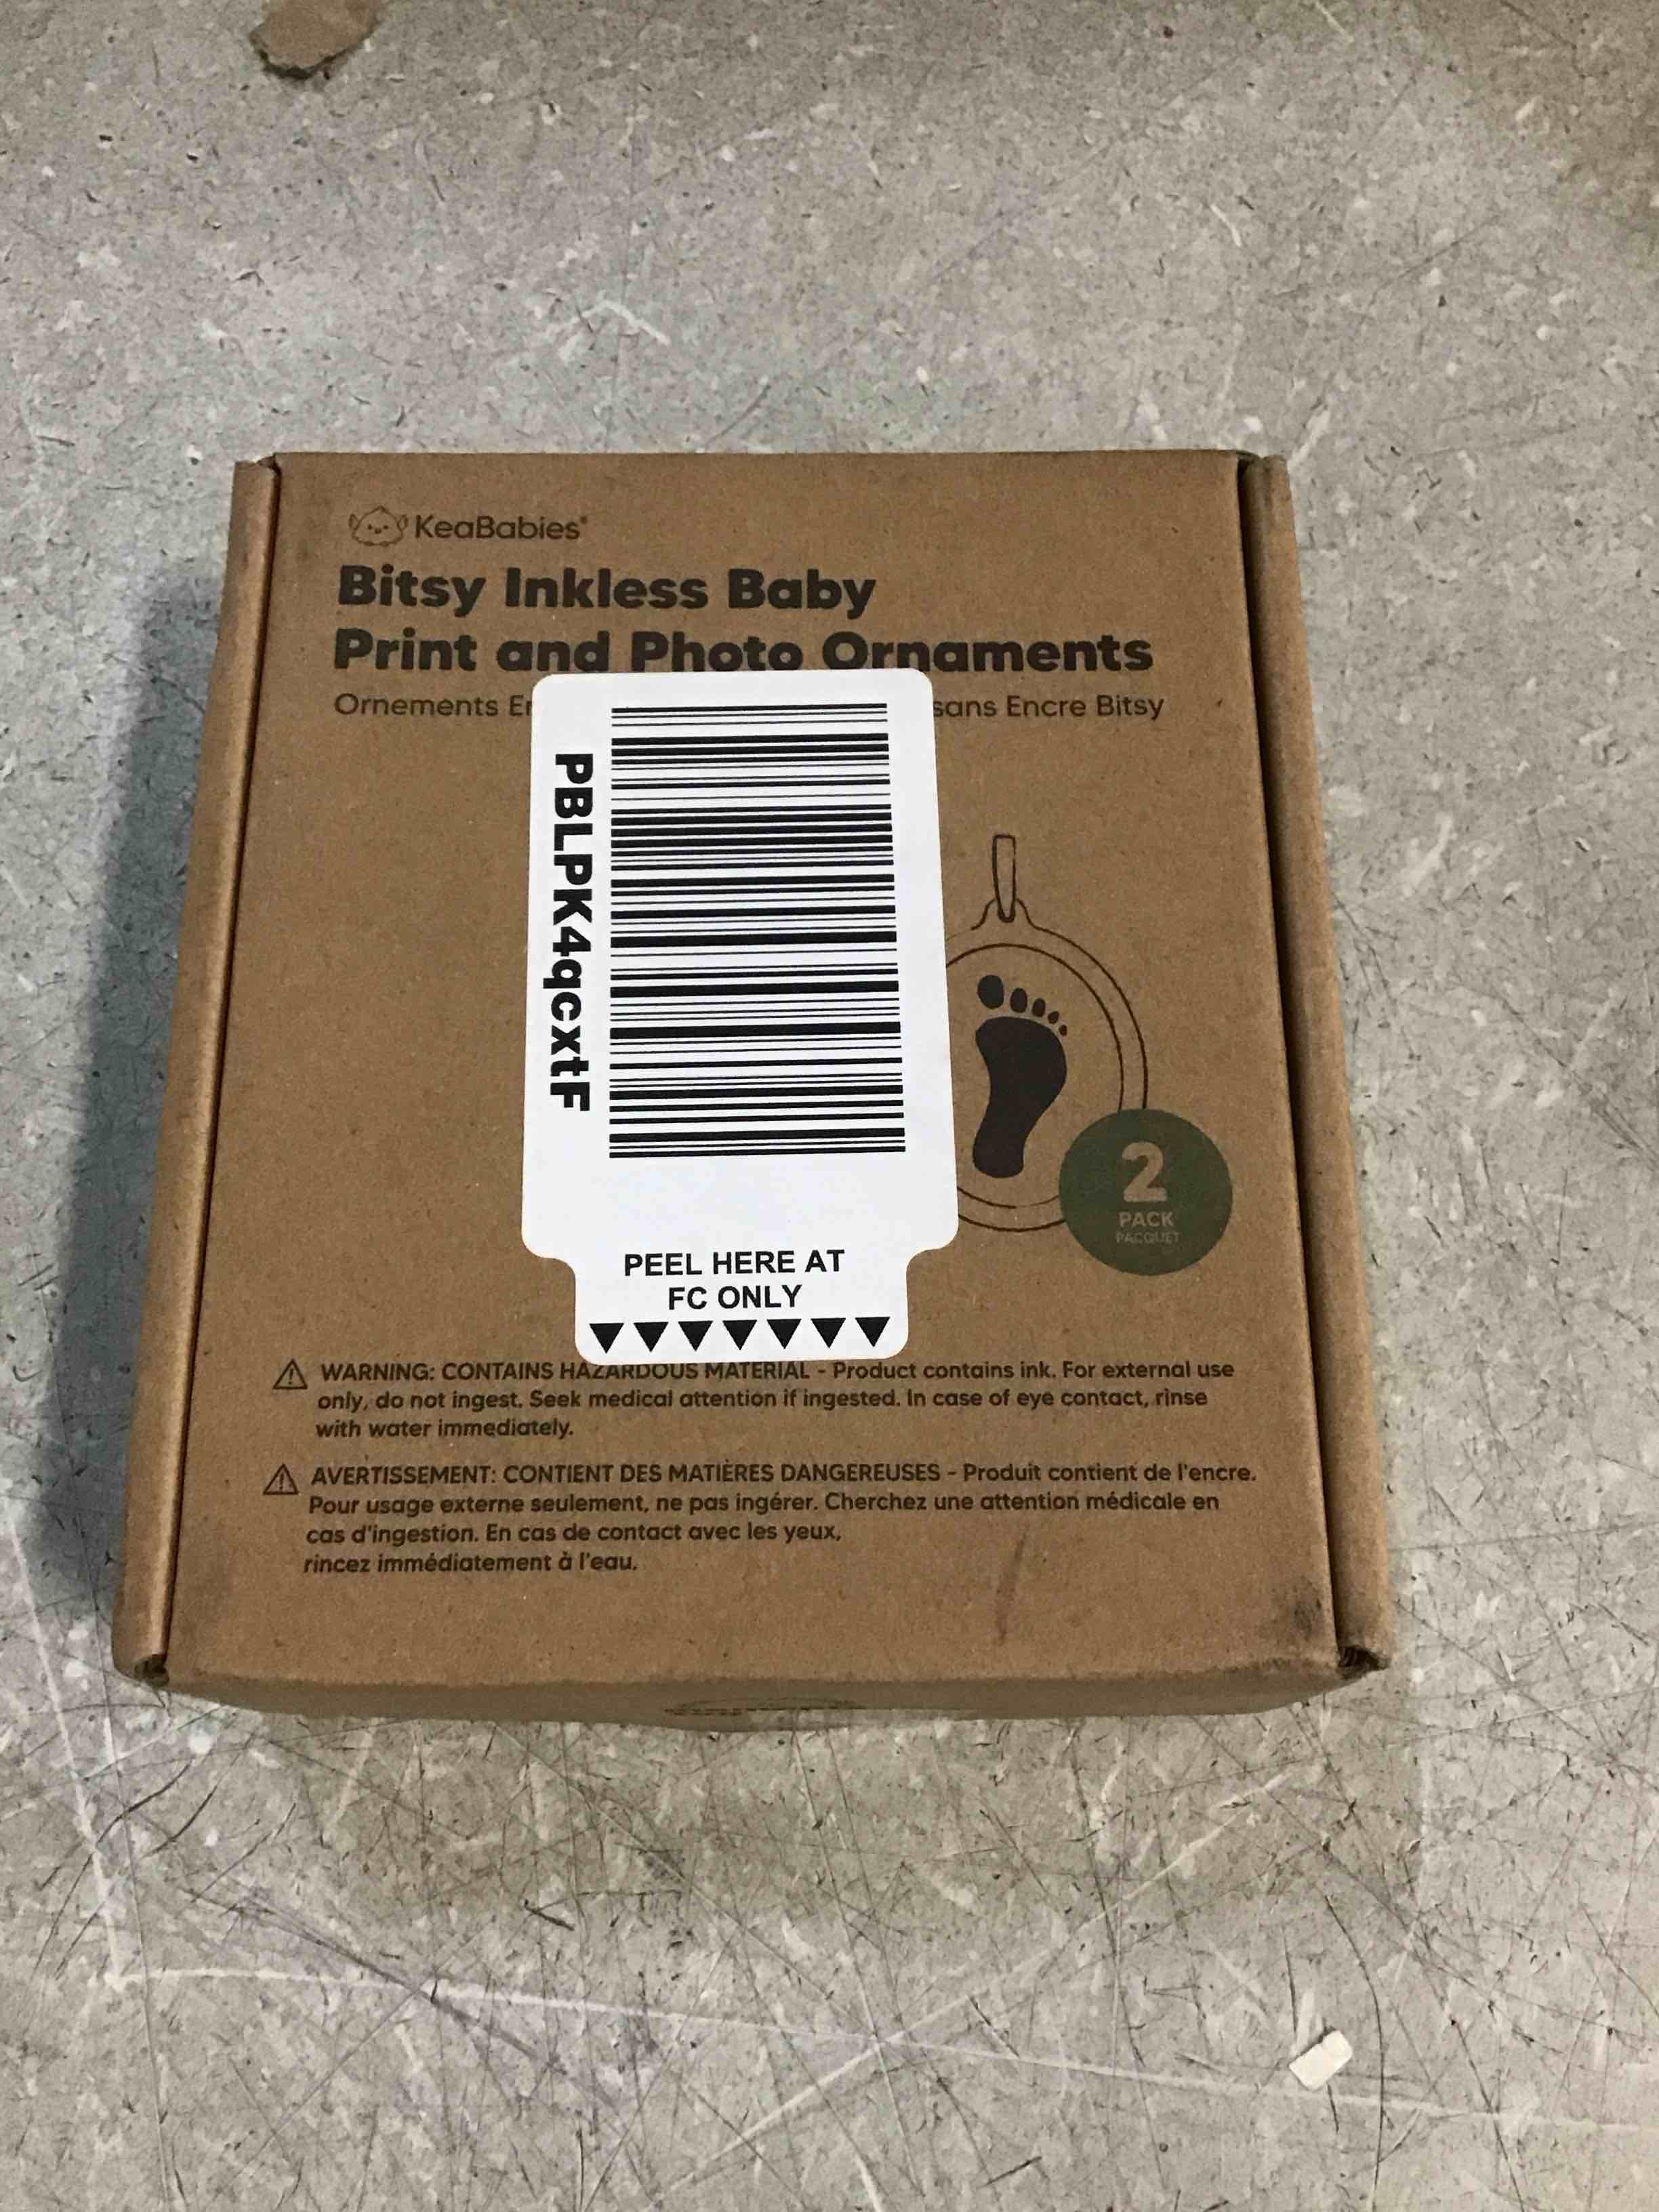 KeaBabies®
Bitsy Inkless Baby
Print and Photo Ornaments
Ornements sans Encre Bitsy
PBLPK4qcxtF
PEEL HERE AT
FC ONLY
2
PACK
PACQUET
WARNING: CONTAINS HAZARDOUS MATERIAL - Product contains ink. For external use
only, do not ingest. Seek medical attention if ingested. In case of eye contact, rinse
with water immediately.
AVERTISSEMENT: CONTIENT DES MATIÈRES DANGEREUSES - Produit contient de l'encre.
Pour usage externe seulement, ne pas ingérer. Cherchez une attention médicale en
cas d'ingestion. En cas de contact avec les yeux,
rincez immédiatement à l'eau.